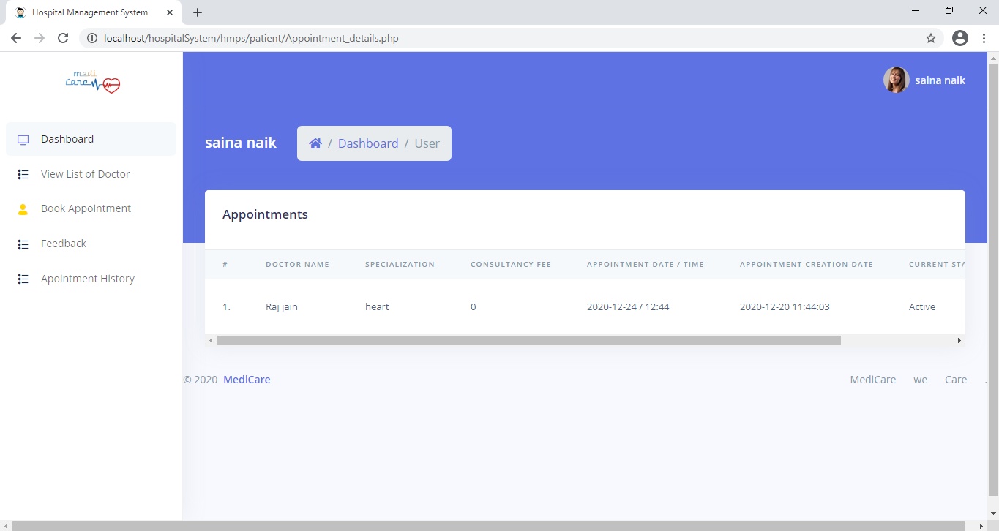 Hospital Management System
localhost/hospitalSystem/hmps/patient/Appointment_details.php
medi
care
saina naik
Dashboard
View List of Doctor
Book Appointment
Feedback
Apointment History
saina naik / Dashboard / User
Appointments
# DOCTOR NAME SPECIALIZATION CONSULTANCY FEE APPOINTMENT DATE / TIME APPOINTMENT CREATION DATE CURRENT STA
1. Raj jain heart 0 2020-12-24 / 12:44 2020-12-20 11:44:03 Active
© 2020 MediCare MediCare we Care .